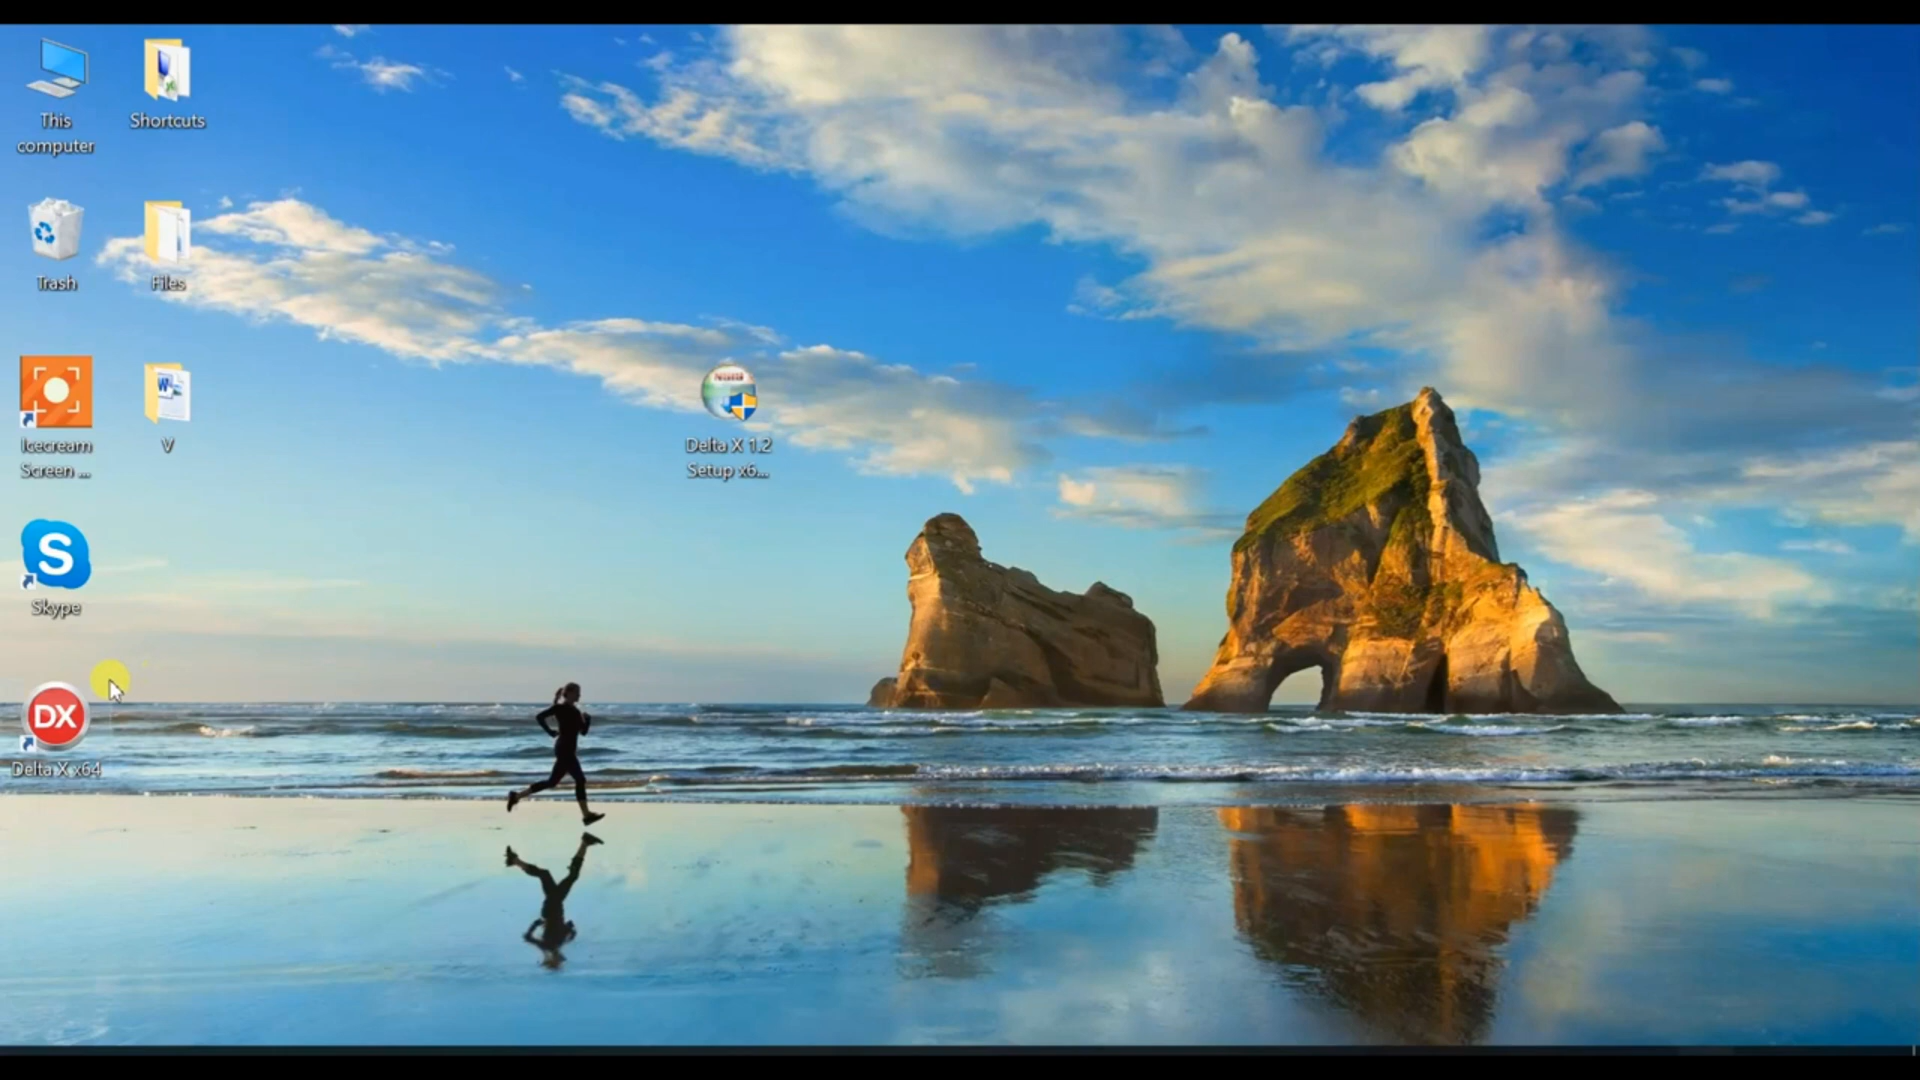 This
computer
Shortcuts
Trash
Files
Icecream
Screen ...
V
Delta X 1.2
Setup x6...
S
Skype
DX
Delta X x64
W